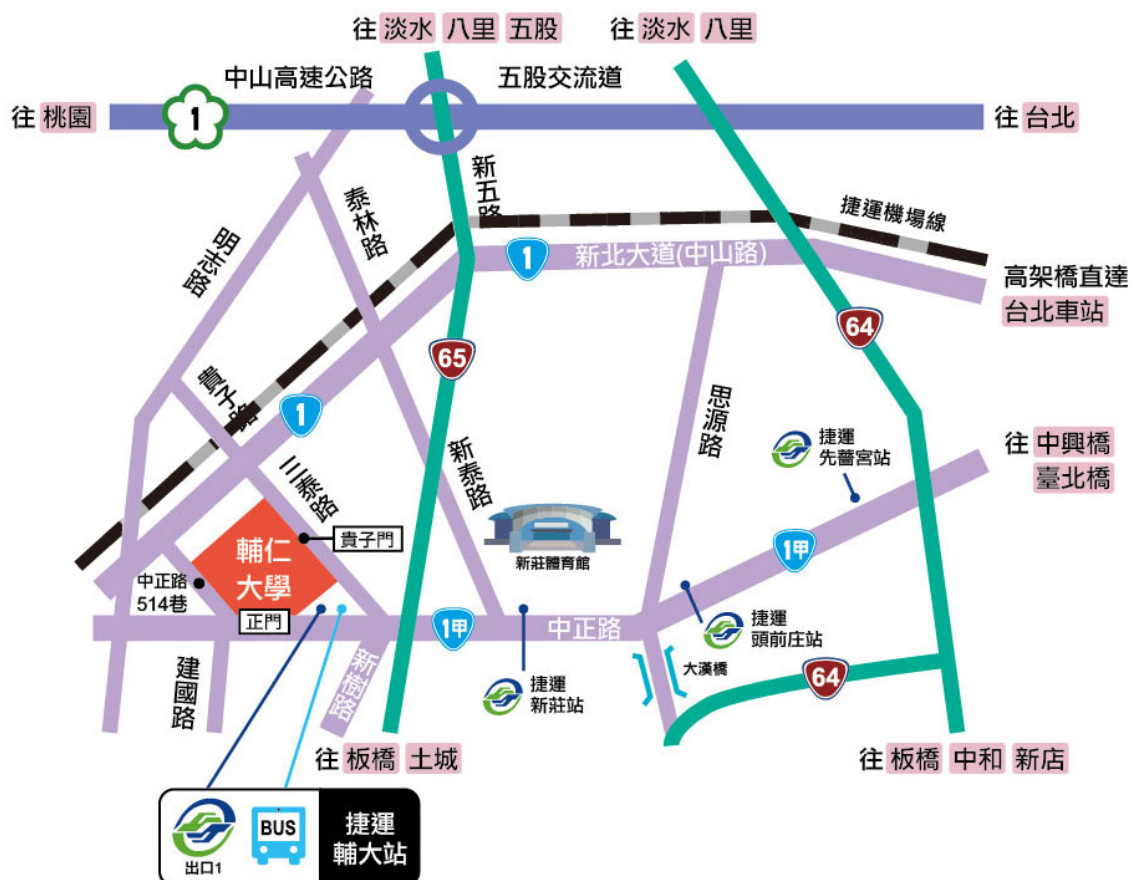 往 淡水 八里 五股
往 淡水 八里
中山高速公路
五股交流道
往 桃園
1
往 台北
新五路
泰林路
明志路
捷運機場線
1
新北大道(中山路)
高架橋直達
台北車站
65
64
貴子路
1
思源路
新泰路
三泰路
捷運
先嗇宮站
往 中興橋
臺北橋
輔仁
大學
貴子門
新莊體育館
1甲
中正路
514巷
正門
1甲
中正路
捷運
頭前庄站
大漢橋
建國路
新樹路
捷運
新莊站
64
往 板橋 土城
往 板橋 中和 新店
BUS
出口1
捷運
輔大站